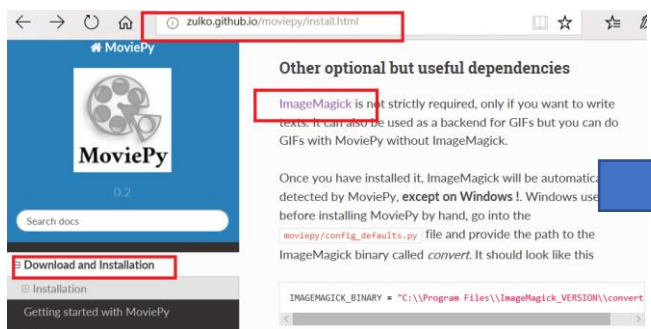 zulko.github.io/moviepy/install.html
MoviePy
MoviePy
0.2
Search docs
Download and Installation
Installation
Getting started with MoviePy
Other optional but useful dependencies
ImageMagick is not strictly required, only if you want to write
texts. It can also be used as a backend for GIFs but you can do
GIFs with MoviePy without ImageMagick.
Once you have installed it, ImageMagick will be
detected by MoviePy, except on Windows !. Windows
before installing MoviePy by hand, go into the
moviepy/config_defaults.py file and provide the path to the
ImageMagick binary called convert. It should look like this
IMAGEMAGICK_BINARY = "C:\\Program Files\\ImageMagick_VERSION\\convert